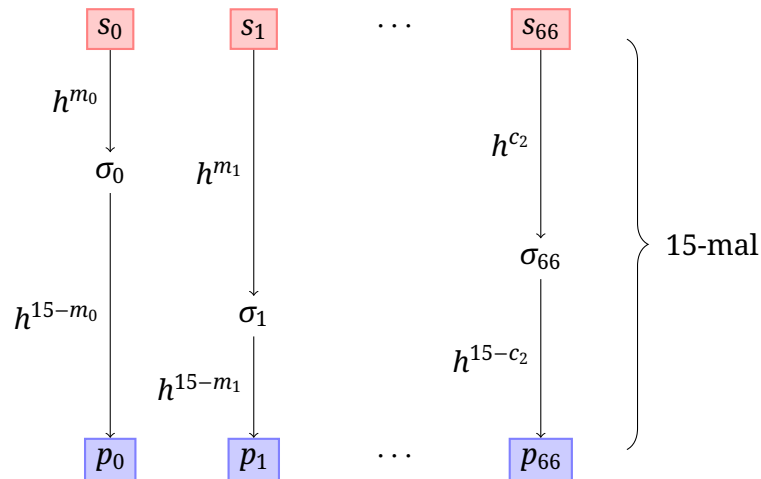 s₀ s₁ ⋯ s₆₆
h^{m₀}
h^{c₂}
σ₀
h^{m₁}
15-mal
σ₆₆
h^{15−m₀}
σ₁
h^{15−c₂}
h^{15−m₁}
p₀ p₁ ⋯ p₆₆